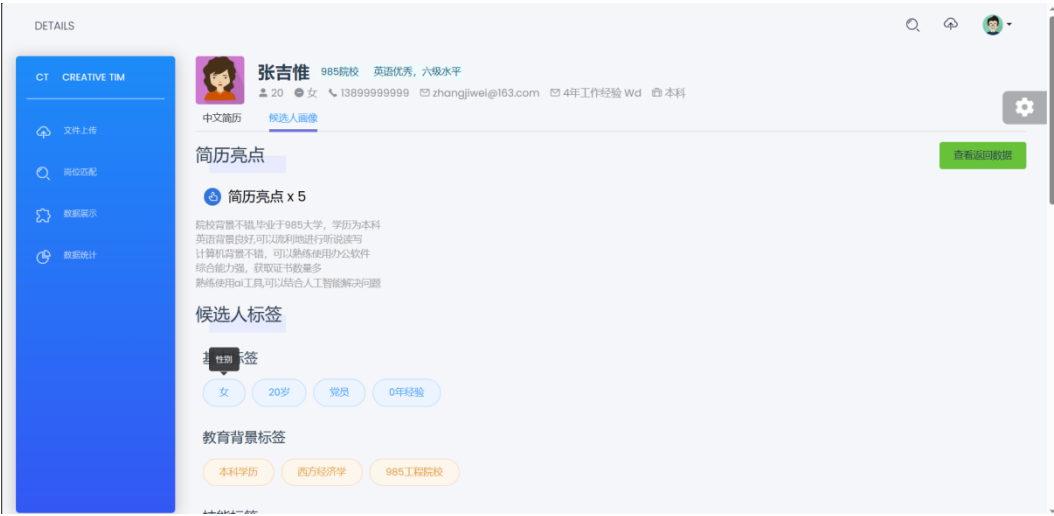 DETAILS
CT CREATIVE TIM
文件上传
岗位匹配
数据展示
数据统计
张吉惟 985院校 英语优秀，六级水平
20 女 13899999999 zhangjiwei@163.com 4年工作经验 Wd 本科
中文简历 候选人画像
简历亮点
查看返回数据
简历亮点 x 5
院校背景不错,毕业于985大学，学历为本科
英语背景良好,可以流利地进行听说读写
计算机背景不错，可以熟练使用办公软件
综合能力强，获取证书数量多
熟练使用ai工具,可以结合人工智能解决问题
候选人标签
基 标签
性别
女 20岁 党员 0年经验
教育背景标签
本科学历 西方经济学 985工程院校